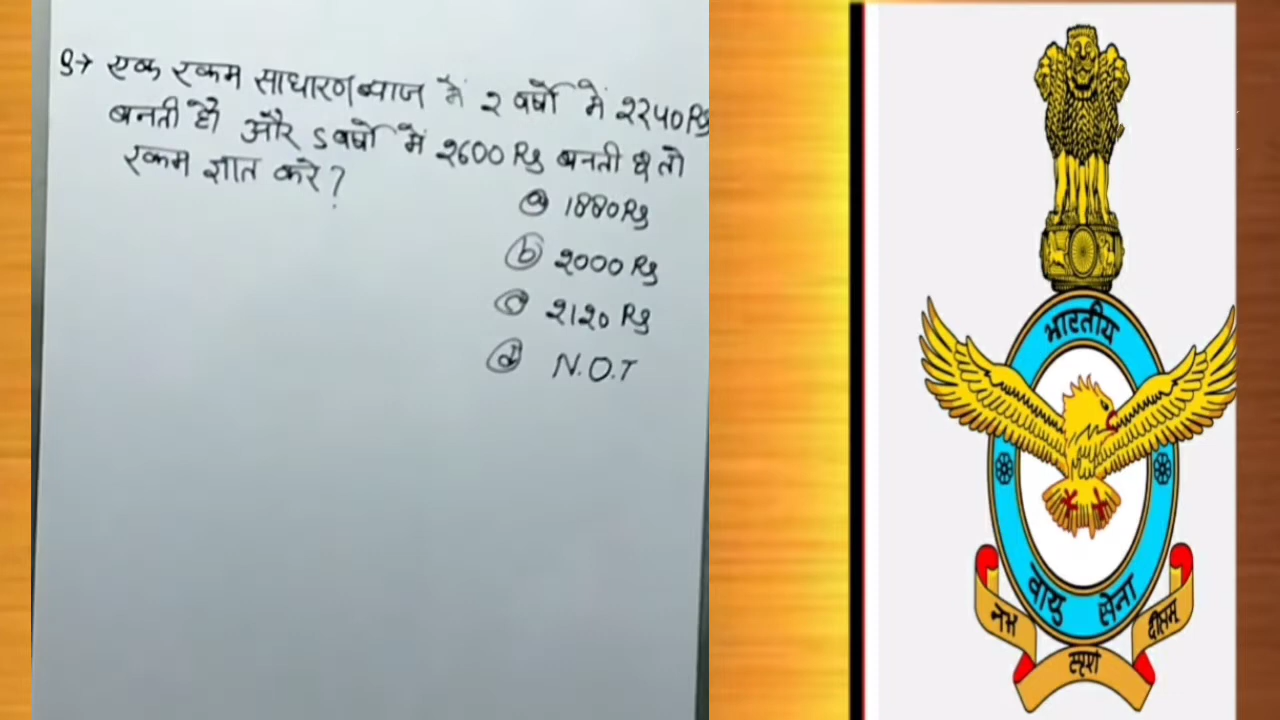 Q→ एक रकम साधारण ब्याज में 2 वर्षो में 2240 Rs
बनती है। और 5 वर्षो में 2600 Rs बनती है तो
रकम ज्ञात करे ?
(a) 1880 Rs
(b) 2000 Rs
(c) 2120 Rs
(d) N.O.T
भारतीय
वायु सेना
नभ स्पृशं दीप्तम्